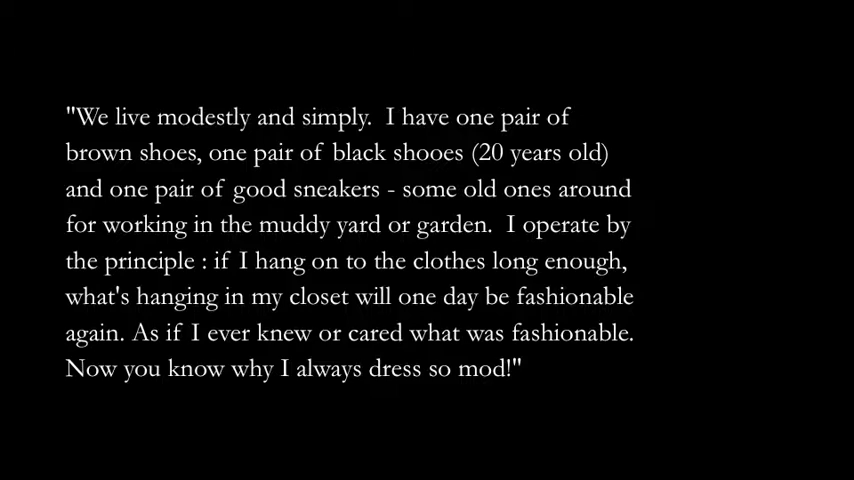 "We live modestly and simply.  I have one pair of
brown shoes, one pair of black shooes (20 years old)
and one pair of good sneakers - some old ones around
for working in the muddy yard or garden.  I operate by
the principle : if I hang on to the clothes long enough,
what's hanging in my closet will one day be fashionable
again. As if I ever knew or cared what was fashionable.
Now you know why I always dress so mod!"